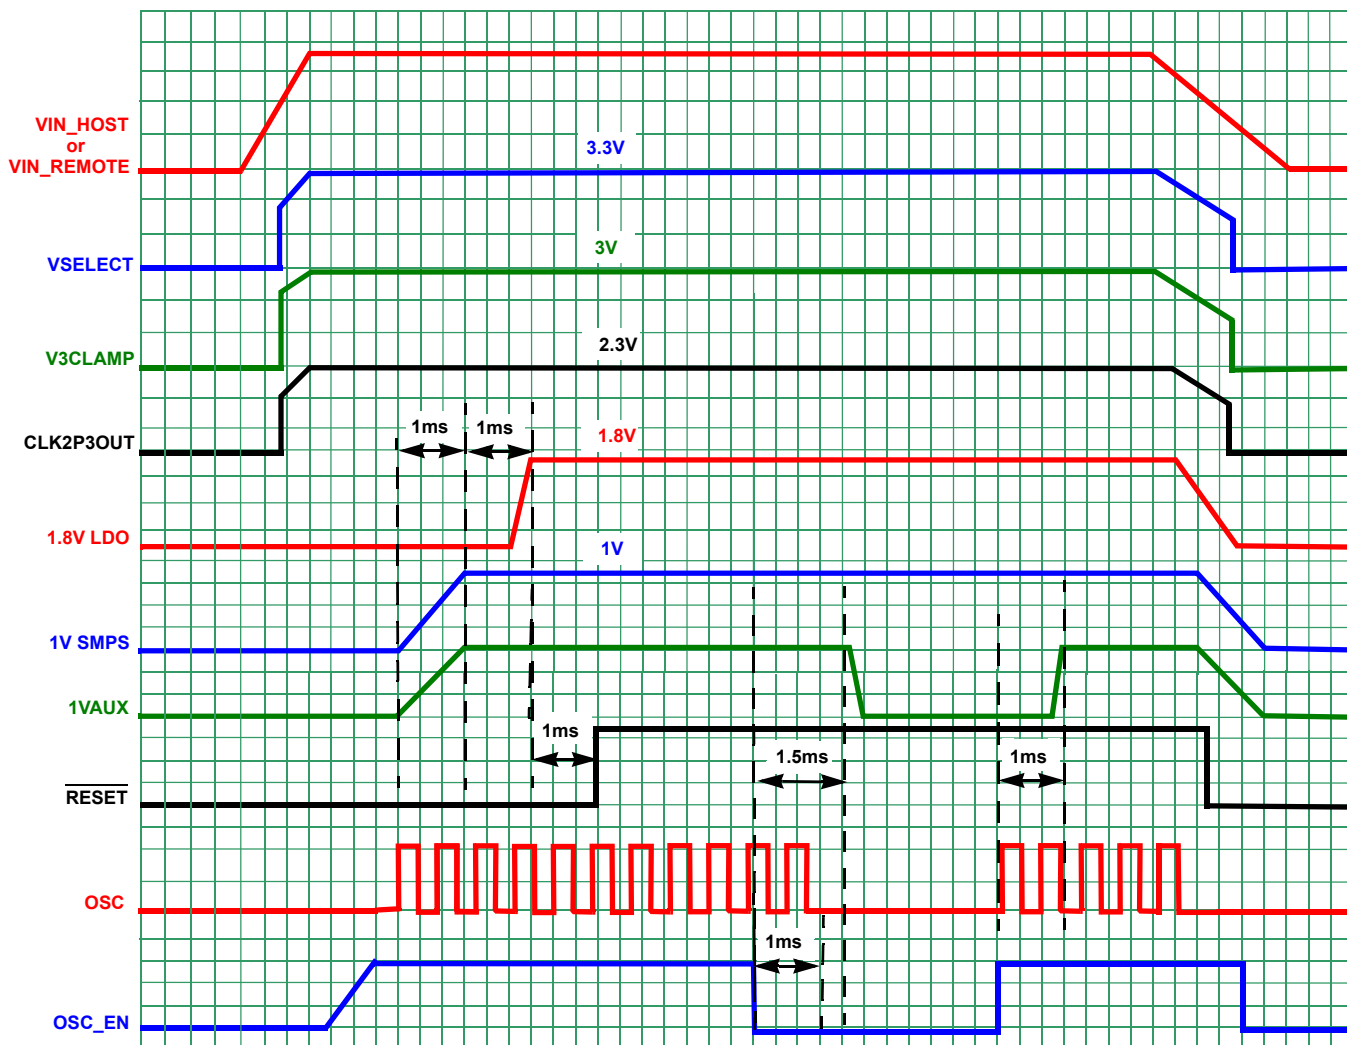 VIN_HOST
or
VIN_REMOTE
3.3V
VSELECT
3V
V3CLAMP
2.3V
CLK2P3OUT
1ms
1ms
1.8V
1.8V LDO
1V
1V SMPS
1VAUX
1ms
1.5ms
1ms
RESET
OSC
1ms
OSC_EN